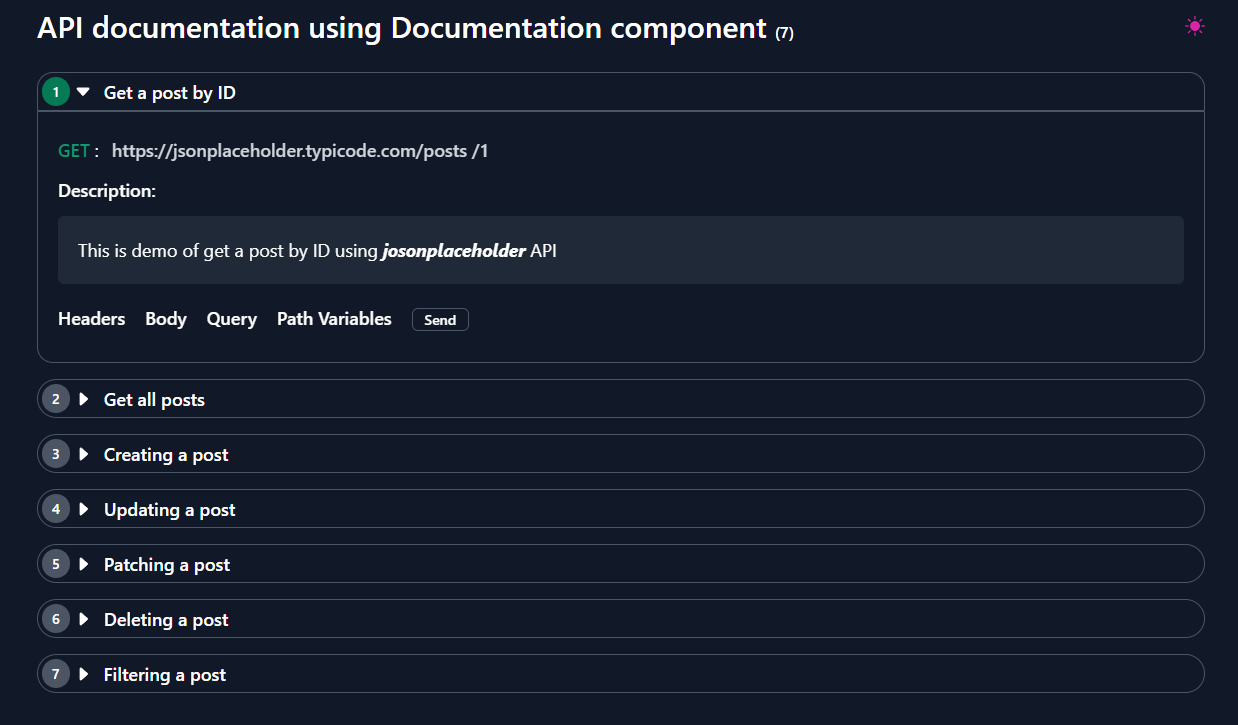 API documentation using Documentation component (7)
1 Get a post by ID
GET : https://jsonplaceholder.typicode.com/posts /1
Description:
This is demo of get a post by ID using josonplaceholder API
Headers Body Query Path Variables Send
2 Get all posts
3 Creating a post
4 Updating a post
5 Patching a post
6 Deleting a post
7 Filtering a post